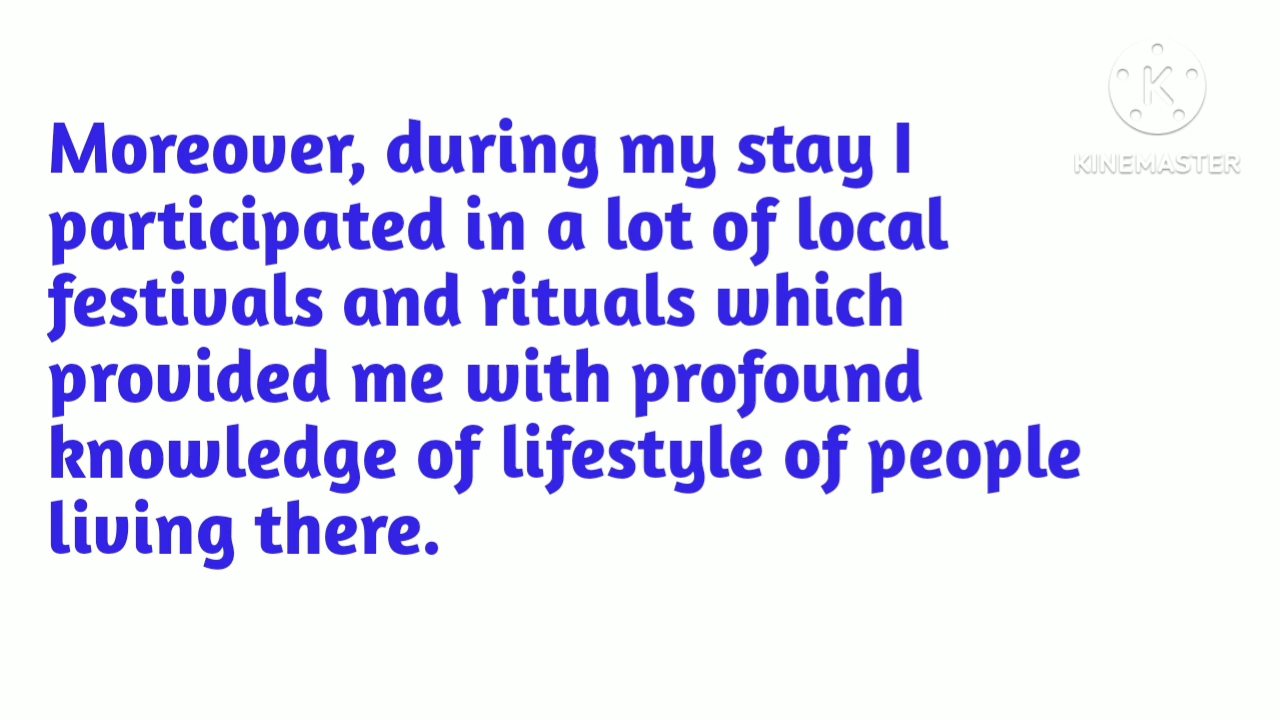 Moreover, during my stay I
participated in a lot of local
festivals and rituals which
provided me with profound
knowledge of lifestyle of people
living there.
K
KINEMASTER